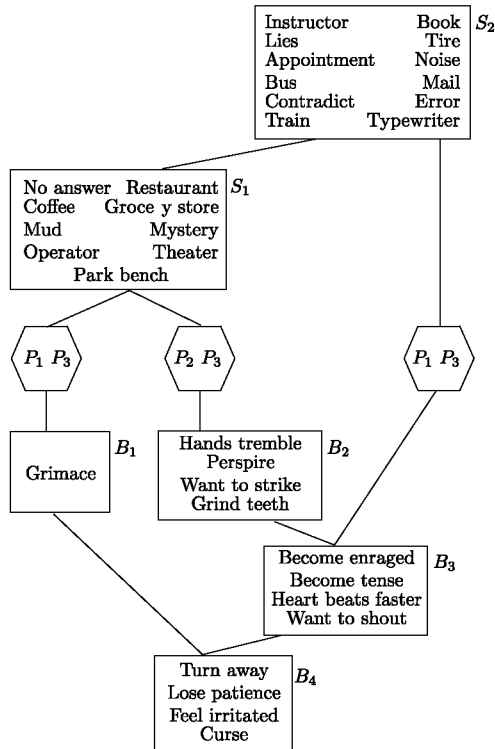 Instructor Book S₂
Lies Tire
Appointment Noise
Bus Mail
Contradict Error
Train Typewriter
No answer Restaurant S₁
Coffee Groce y store
Mud Mystery
Operator Theater
Park bench
P₁ P₃ P₂ P₃ P₁ P₃
Grimace B₁
Hands tremble B₂
Perspire
Want to strike
Grind teeth
Become enraged B₃
Become tense
Heart beats faster
Want to shout
Turn away B₄
Lose patience
Feel irritated
Curse